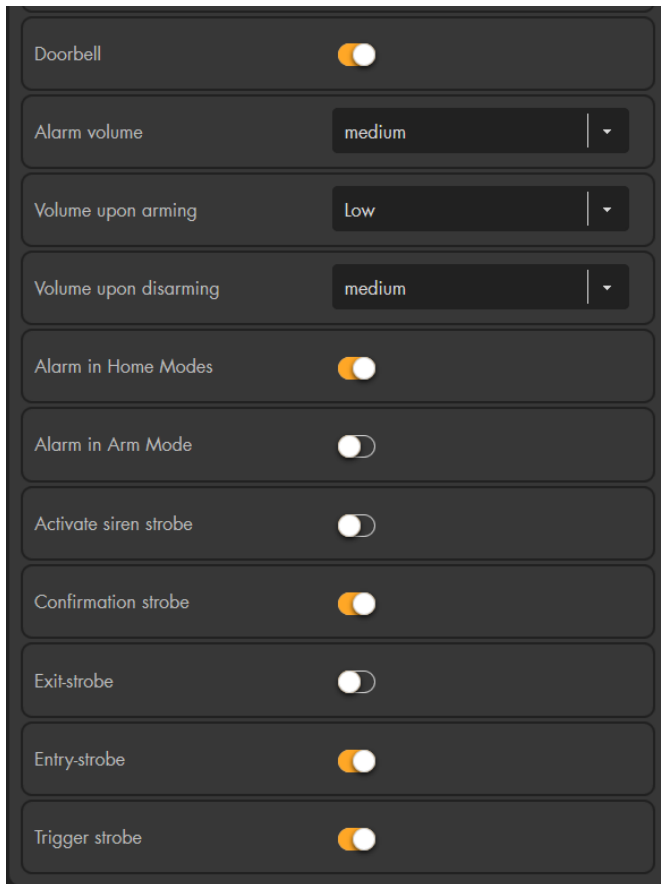 Doorbell
Alarm volume medium
Volume upon arming Low
Volume upon disarming medium
Alarm in Home Modes
Alarm in Arm Mode
Activate siren strobe
Confirmation strobe
Exit-strobe
Entry-strobe
Trigger strobe